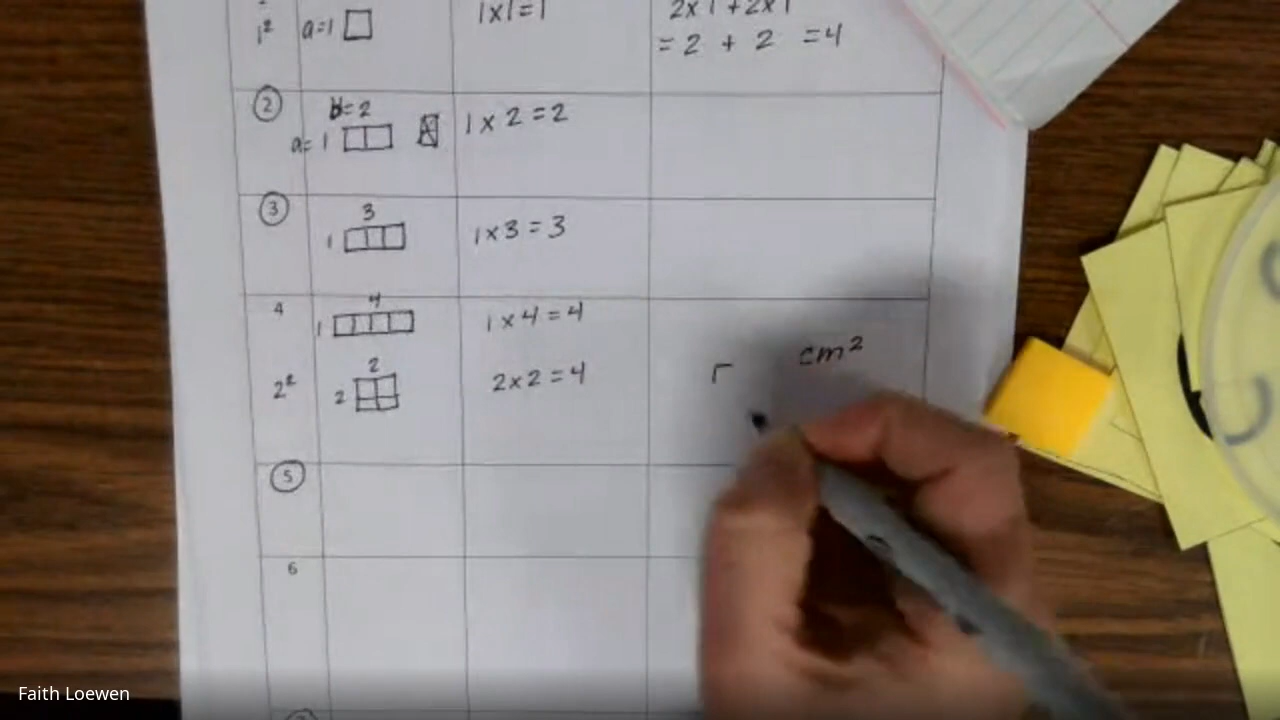 1² a=1 1x1=1 2x1+2x1
= 2 + 2 = 4
2 b=2 1 x 2 = 2
a= 1
3 3 1x3 = 3
1
4 4 1x4=4
1
2² 2 2x2 =4 cm²
2
5
6
Faith Loewen